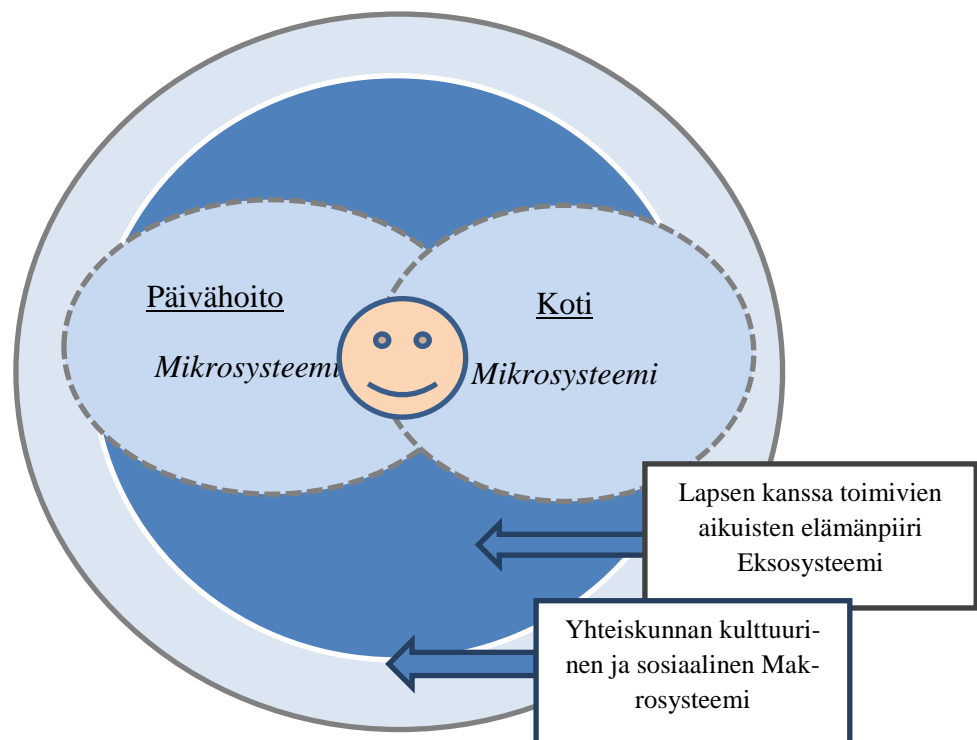 Päivähoito
Mikrosysteemi
Koti
Mikrosysteemi
Lapsen kanssa toimivien
aikuisten elämänpiiri
Eksosysteemi
Yhteiskunnan kulttuuri-
nen ja sosiaalinen Mak-
rosysteemi